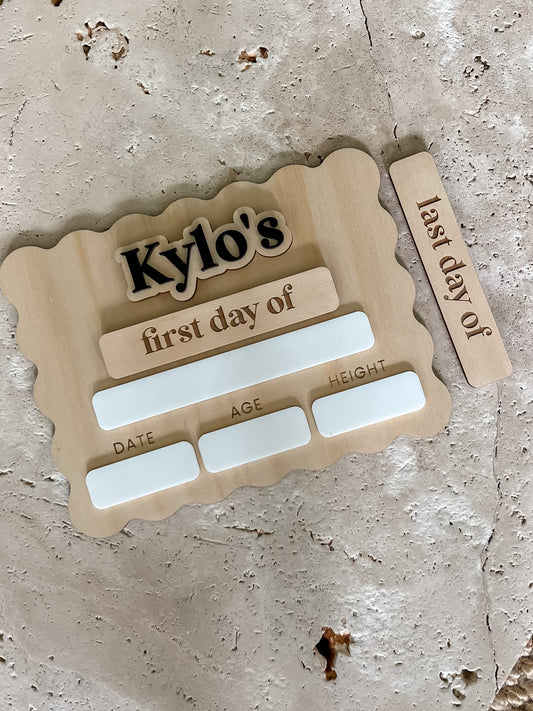 Kylo's
first day of
DATE
AGE
HEIGHT
last day of